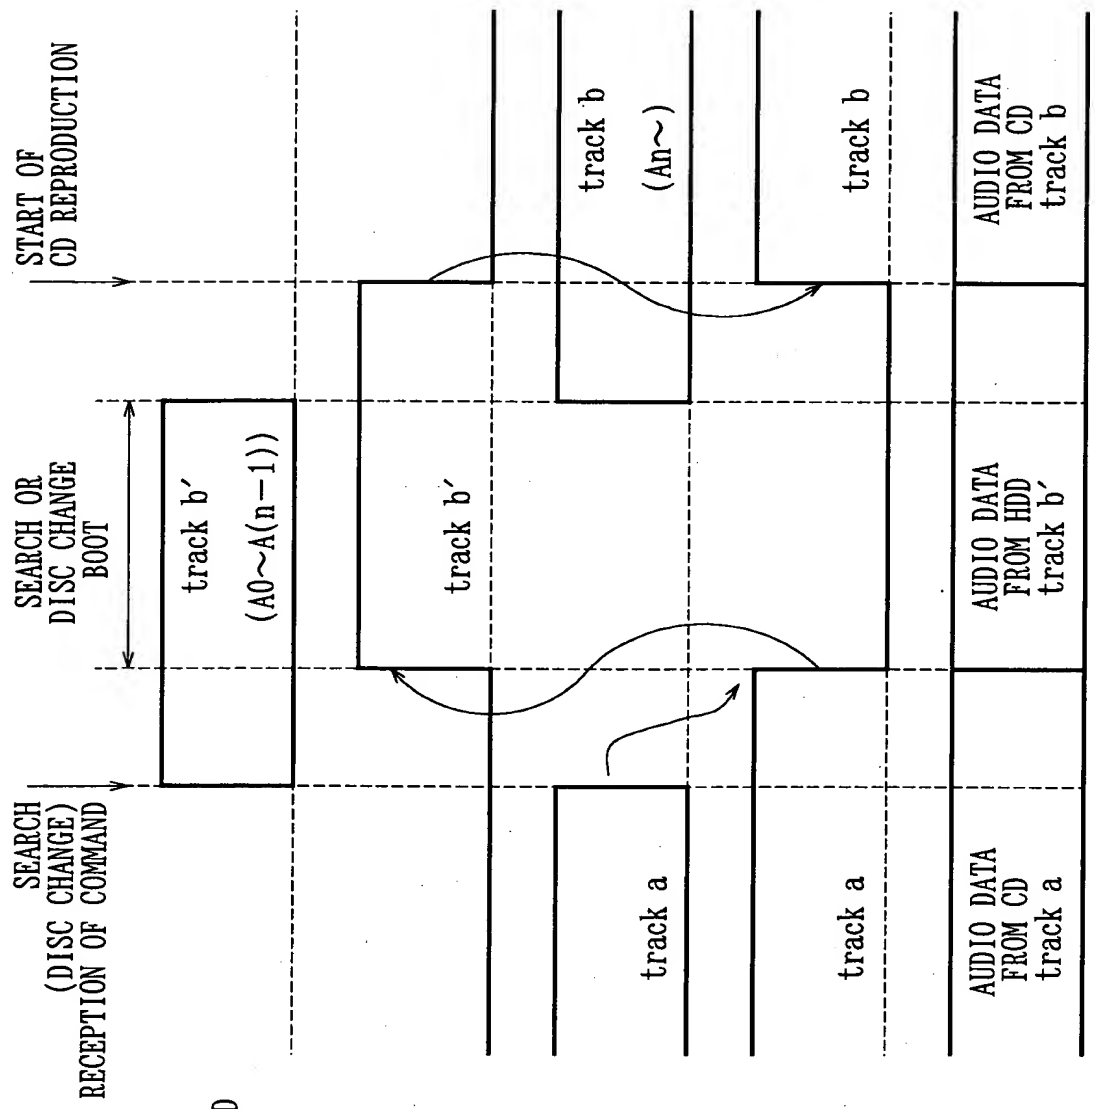 SEARCH
(DISC CHANGE)
RECEPTION OF COMMAND
SEARCH OR
DISC CHANGE
BOOT
START OF
CD REPRODUCTION
track b′
(A0～A(n−1))
D
track b′
track a
track b
(An～)
track a
track b
AUDIO DATA
FROM CD
track a
AUDIO DATA
FROM HDD
track b′
AUDIO DATA
FROM CD
track b